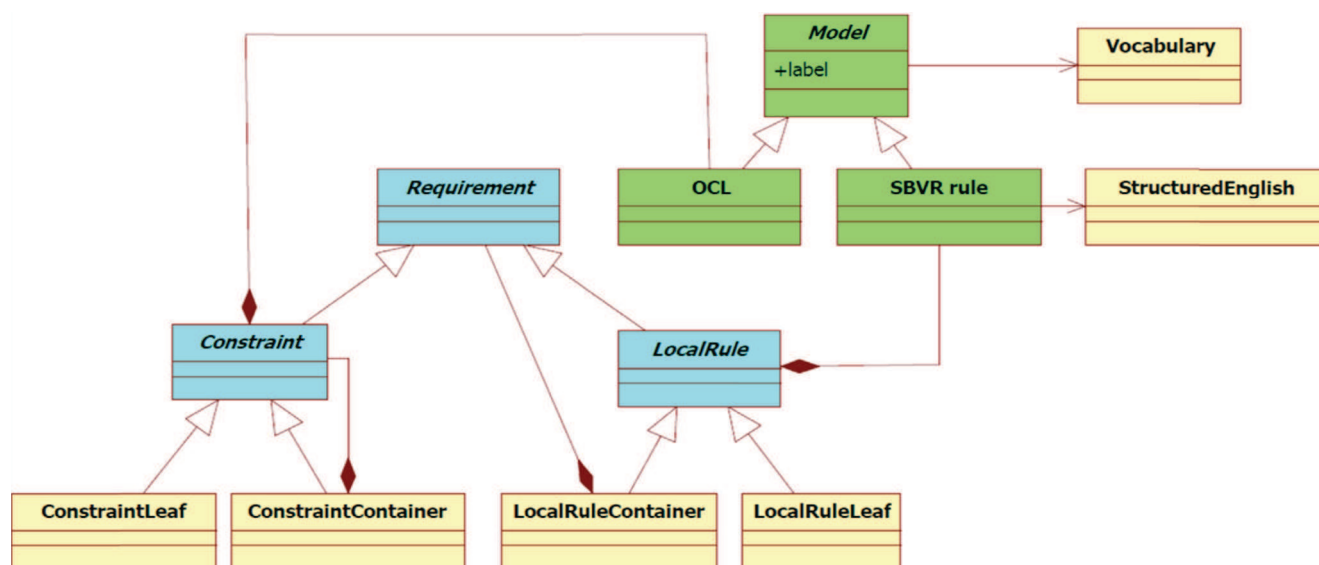 Model
+label
Vocabulary
Requirement
OCL
SBVR rule
StructuredEnglish
Constraint
LocalRule
ConstraintLeaf
ConstraintContainer
LocalRuleContainer
LocalRuleLeaf